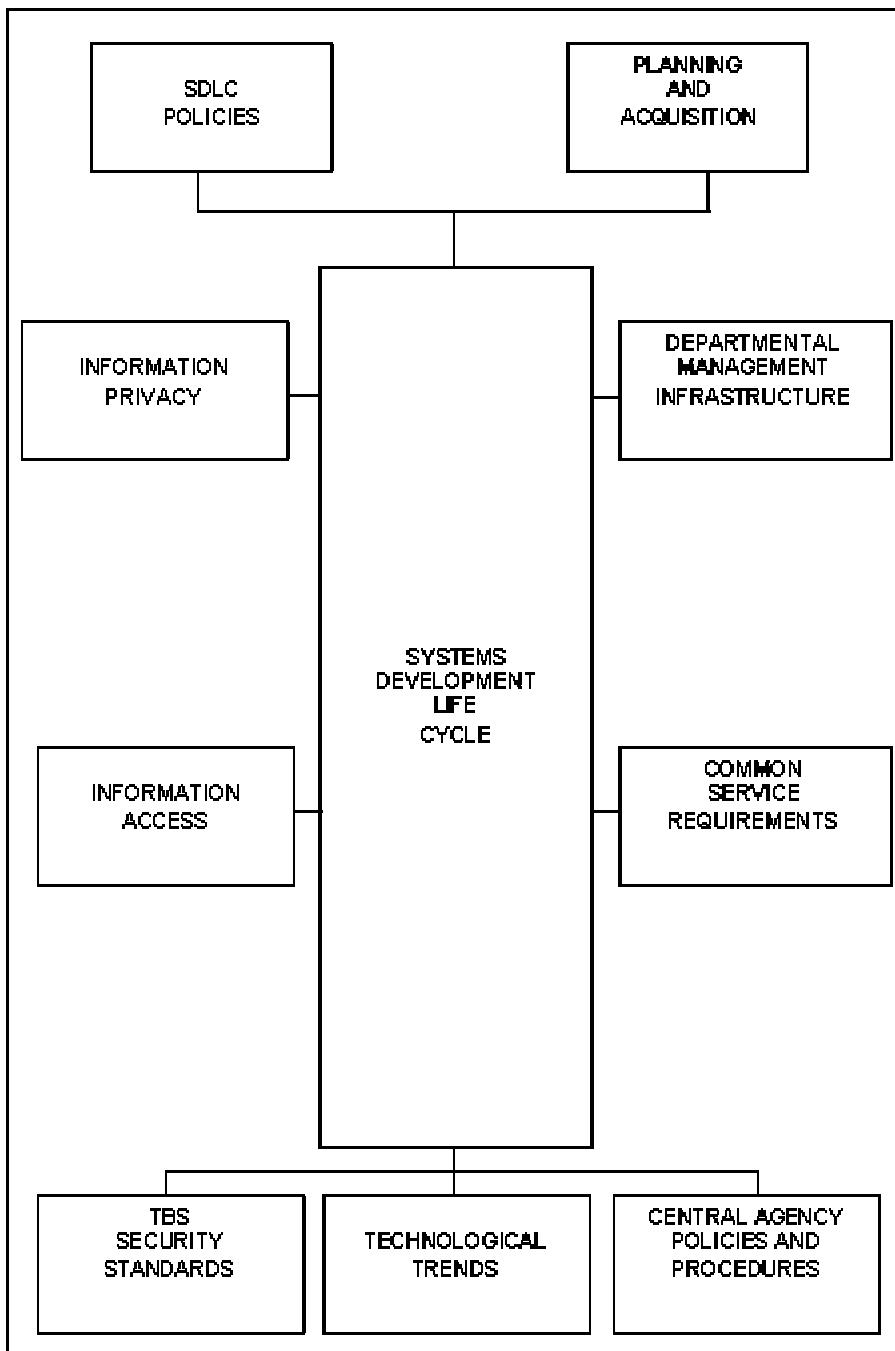 SDLC
POLICIES
PLANNING
AND
ACQUISITION
INFORMATION
PRIVACY
DEPARTMENTAL
MANAGEMENT
INFRASTRUCTURE
SYSTEMS
DEVELOPMENT
LIFE
CYCLE
INFORMATION
ACCESS
COMMON
SERVICE
REQUIREMENTS
TBS
SECURITY
STANDARDS
TECHNOLOGICAL
TRENDS
CENTRAL AGENCY
POLICIES AND
PROCEDURES